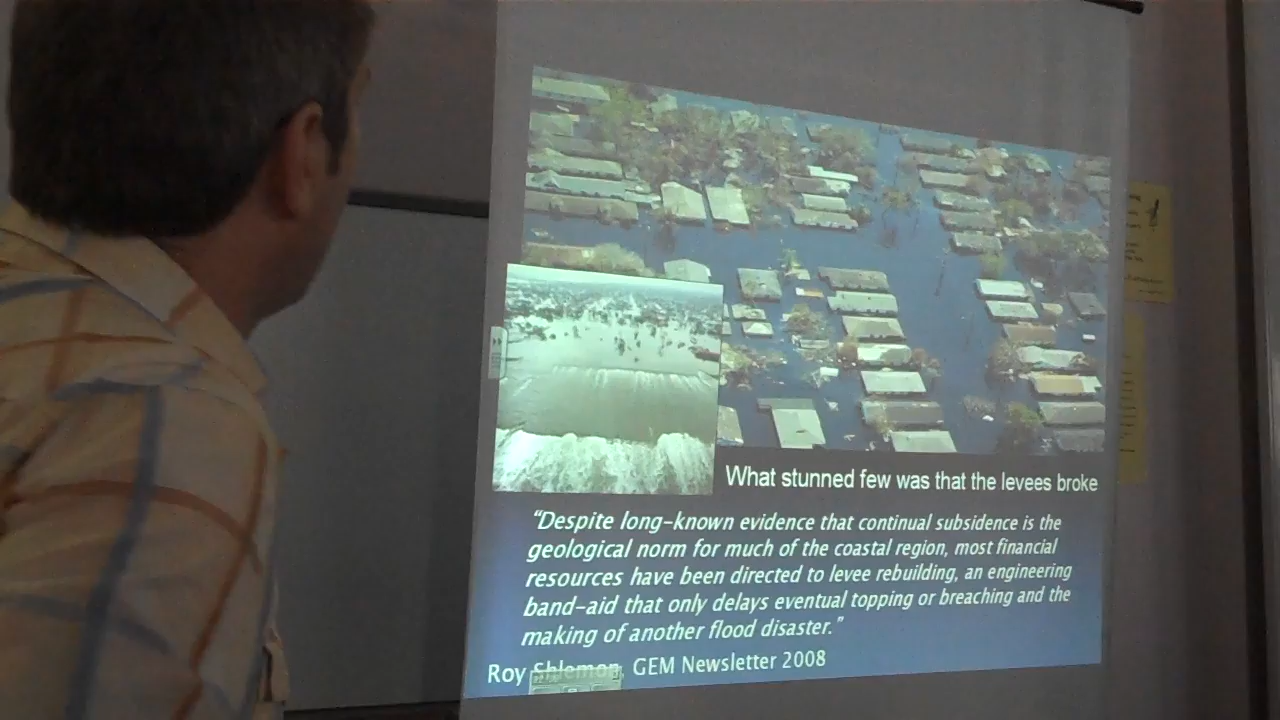 What stunned few was that the levees broke
"Despite long-known evidence that continual subsidence is the
geological norm for much of the coastal region, most financial
resources have been directed to levee rebuilding, an engineering
band-aid that only delays eventual topping or breaching and the
making of another flood disaster."
Roy Shlemon, GEM Newsletter 2008